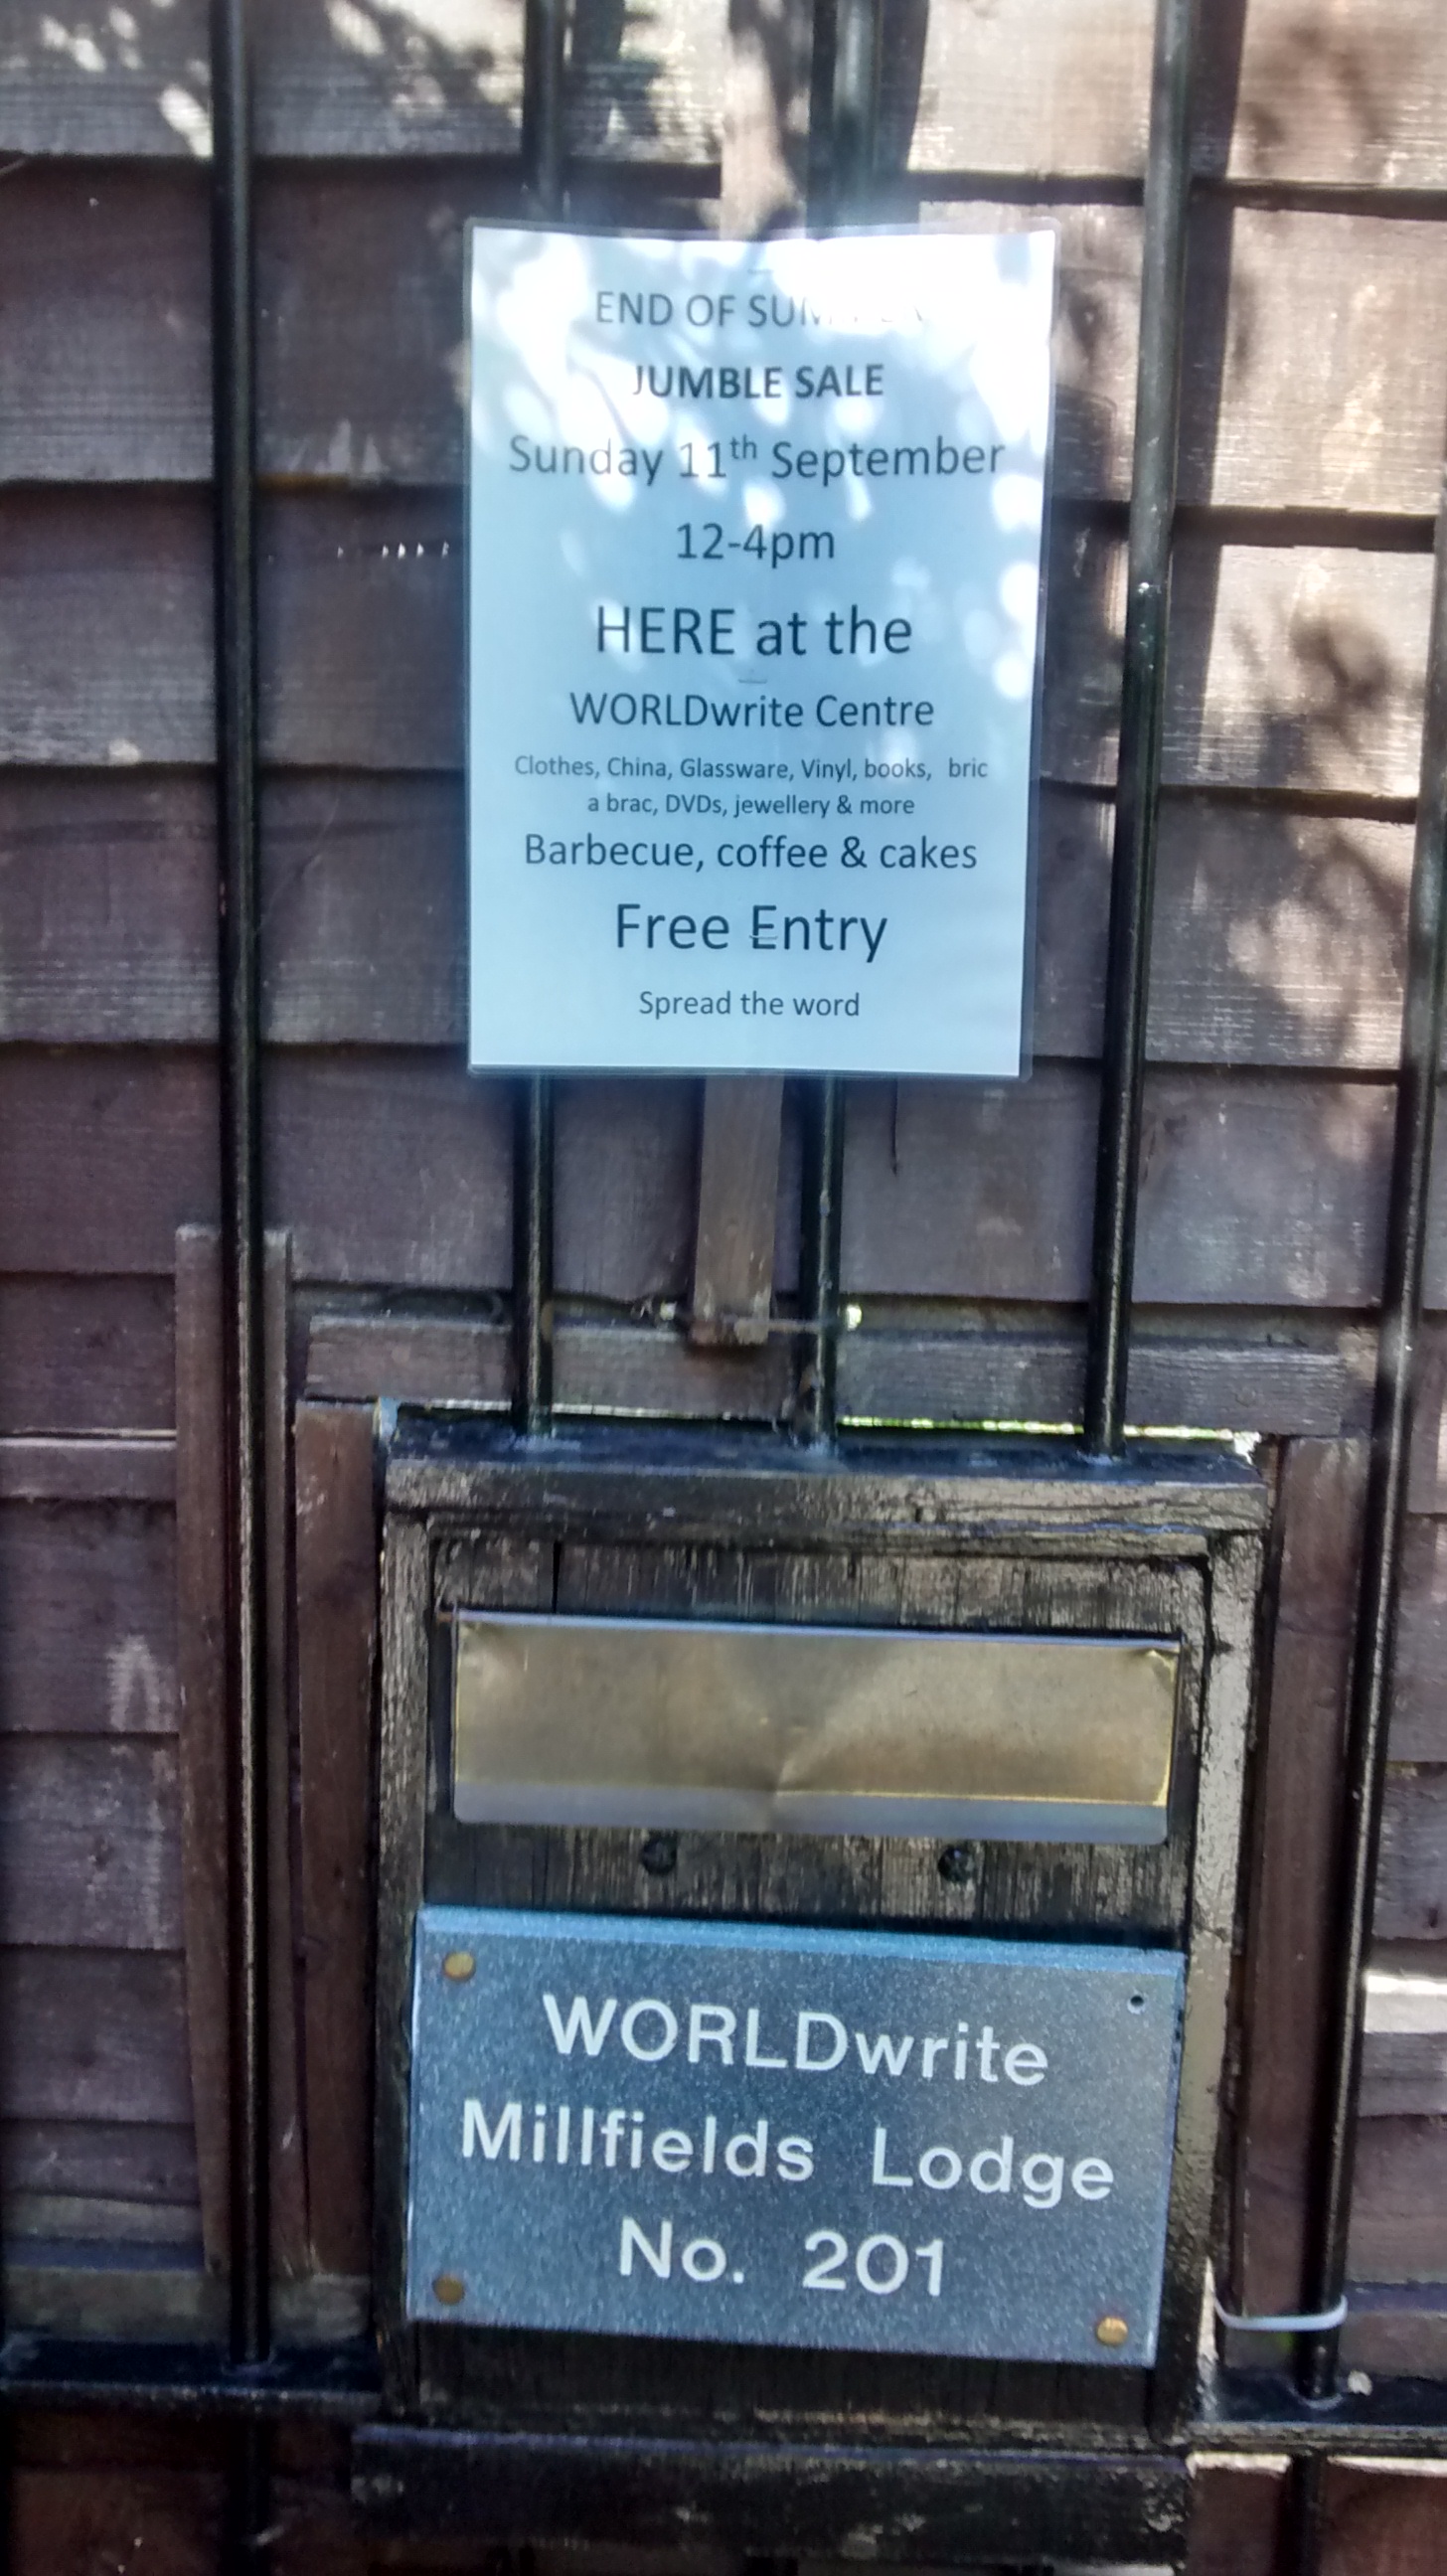 END OF
JUMBLE SALE
Sunday 11th September
12-4pm
HERE at the
WORLDwrite Centre
Clothes, China, Glassware, Vinyl, books, bric
a brac, DVDs, jewellery & more
Barbecue, coffee & cakes
Free Entry
Spread the word
WORLDwrite
Millfields Lodge
No. 201